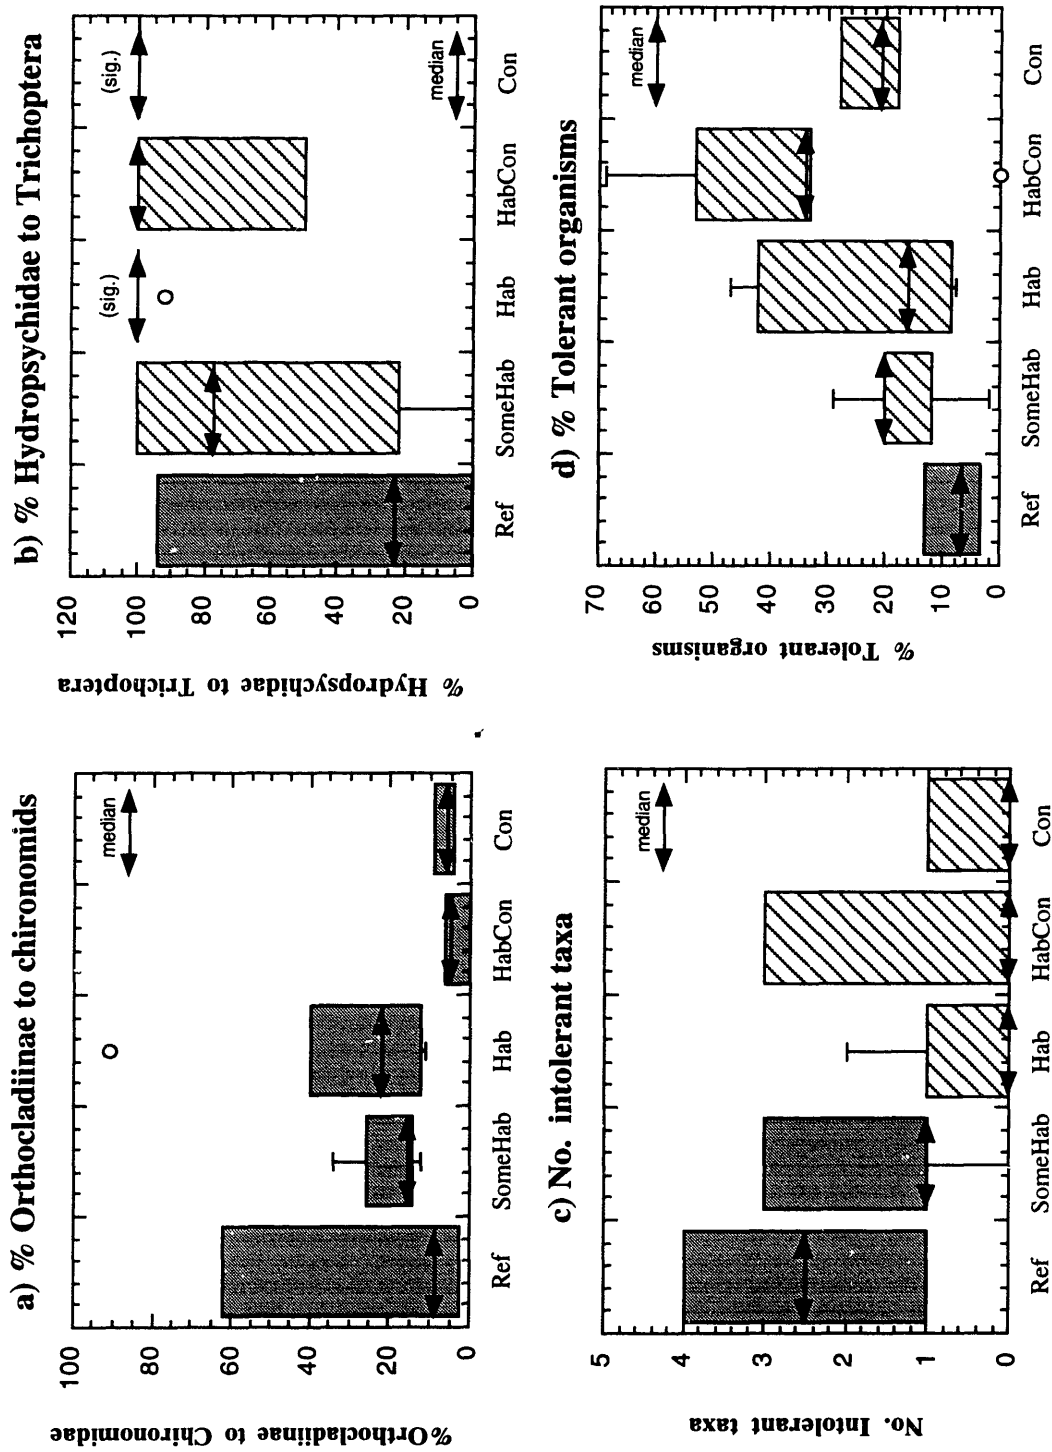 a) % Orthocladiinae to chironomids
%Orthocladiinae to Chironomidae
100
80
60
40
20
0
median
Ref
SomeHab
Hab
HabCon
Con
b) % Hydropsychidae to Trichoptera
% Hydropsychidae to Trichoptera
120
100
80
60
40
20
0
(sig.)
(sig.)
median
Ref
SomeHab
Hab
HabCon
Con
c) No. intolerant taxa
No. Intolerant taxa
5
4
3
2
1
0
median
Ref
SomeHab
Hab
HabCon
Con
d) % Tolerant organisms
% Tolerant organisms
70
60
50
40
30
20
10
0
median
Ref
SomeHab
Hab
HabCon
Con